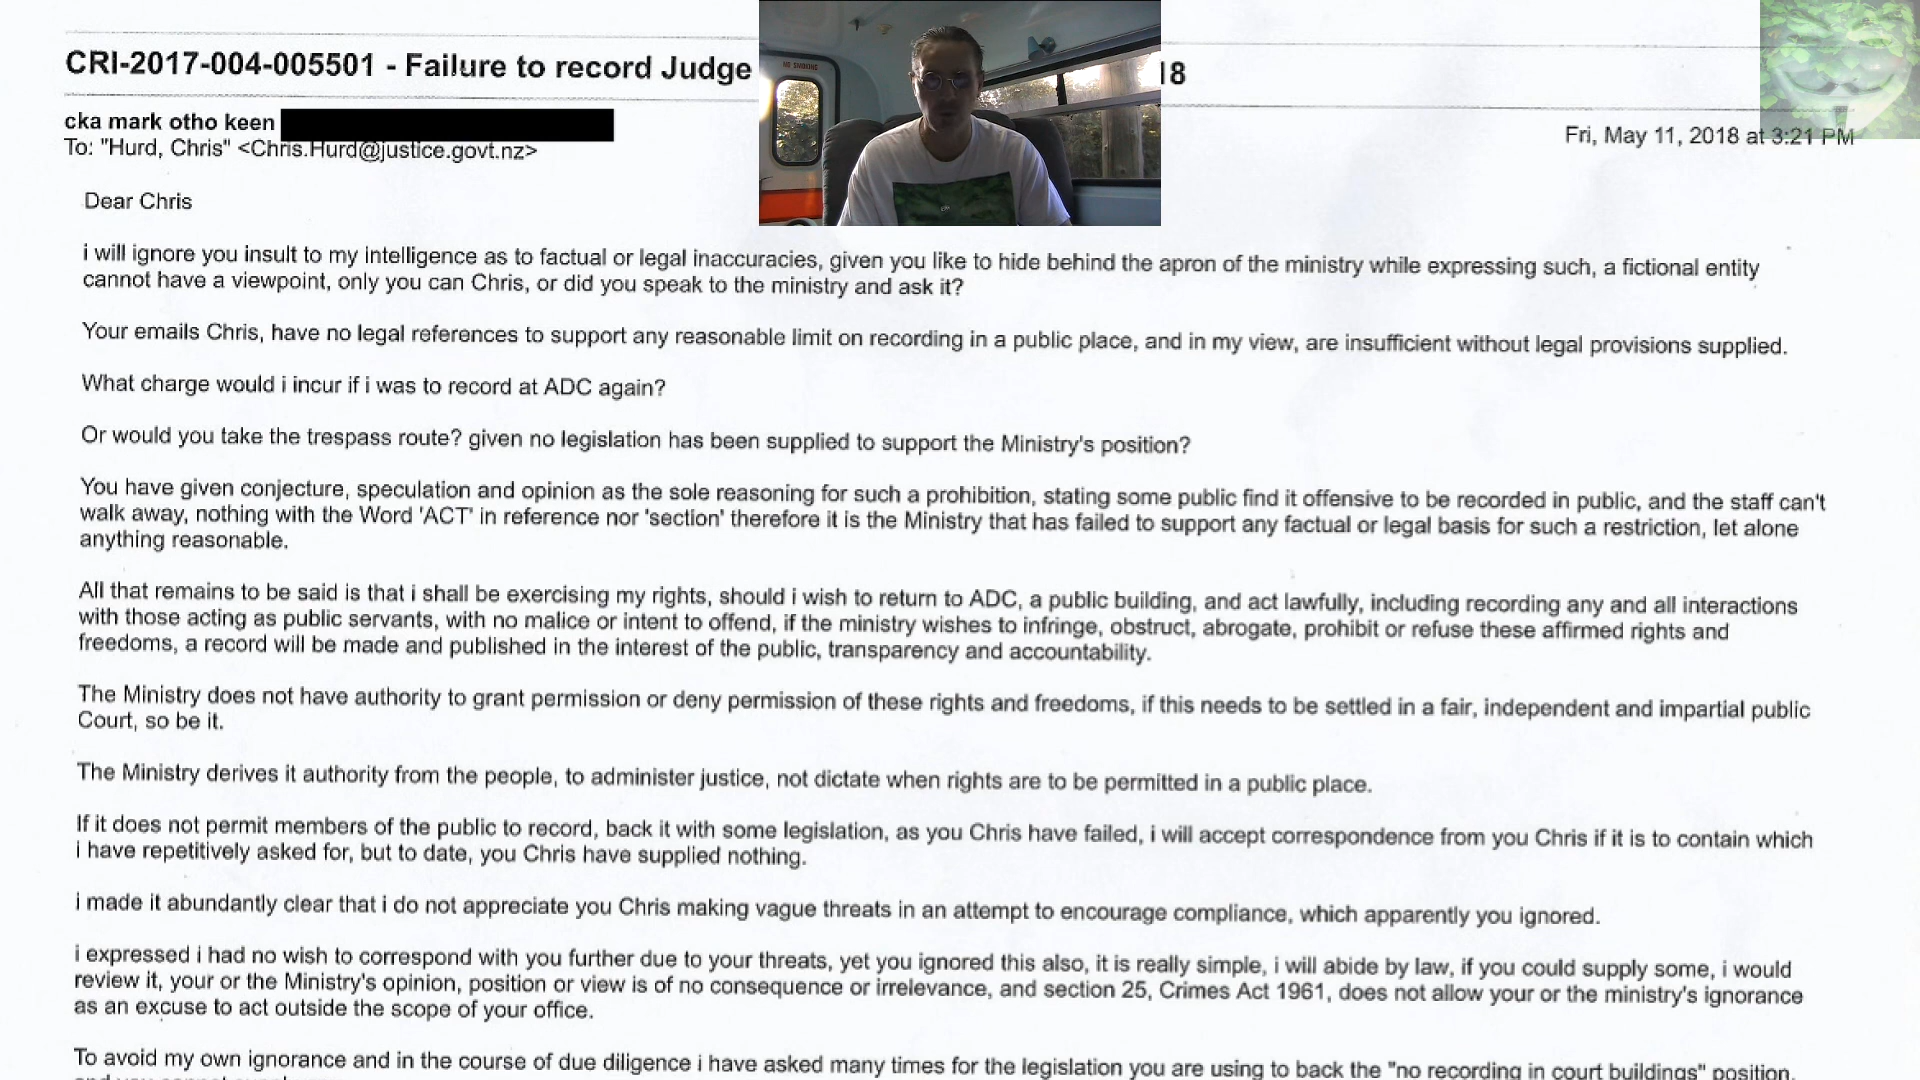 CRI-2017-004-005501 - Failure to record Judge
18
NO SMOKING
cka mark otho keen
Fri, May 11, 2018 at 3:21 PM
To: "Hurd, Chris" <Chris.Hurd@justice.govt.nz>
Dear Chris
i will ignore you insult to my intelligence as to factual or legal inaccuracies, given you like to hide behind the apron of the ministry while expressing such, a fictional entity
cannot have a viewpoint, only you can Chris, or did you speak to the ministry and ask it?
Your emails Chris, have no legal references to support any reasonable limit on recording in a public place, and in my view, are insufficient without legal provisions supplied.
What charge would i incur if i was to record at ADC again?
Or would you take the trespass route? given no legislation has been supplied to support the Ministry's position?
You have given conjecture, speculation and opinion as the sole reasoning for such a prohibition, stating some public find it offensive to be recorded in public, and the staff can't
walk away, nothing with the Word 'ACT' in reference nor 'section' therefore it is the Ministry that has failed to support any factual or legal basis for such a restriction, let alone
anything reasonable.
All that remains to be said is that i shall be exercising my rights, should i wish to return to ADC, a public building, and act lawfully, including recording any and all interactions
with those acting as public servants, with no malice or intent to offend, if the ministry wishes to infringe, obstruct, abrogate, prohibit or refuse these affirmed rights and
freedoms, a record will be made and published in the interest of the public, transparency and accountability.
The Ministry does not have authority to grant permission or deny permission of these rights and freedoms, if this needs to be settled in a fair, independent and impartial public
Court, so be it.
The Ministry derives it authority from the people, to administer justice, not dictate when rights are to be permitted in a public place.
If it does not permit members of the public to record, back it with some legislation, as you Chris have failed, i will accept correspondence from you Chris if it is to contain which
i have repetitively asked for, but to date, you Chris have supplied nothing.
i made it abundantly clear that i do not appreciate you Chris making vague threats in an attempt to encourage compliance, which apparently you ignored.
i expressed i had no wish to correspond with you further due to your threats, yet you ignored this also, it is really simple, i will abide by law, if you could supply some, i would
review it, your or the Ministry's opinion, position or view is of no consequence or irrelevance, and section 25, Crimes Act 1961, does not allow your or the ministry's ignorance
as an excuse to act outside the scope of your office.
To avoid my own ignorance and in the course of due diligence i have asked many times for the legislation you are using to back the "no recording in court buildings" position,